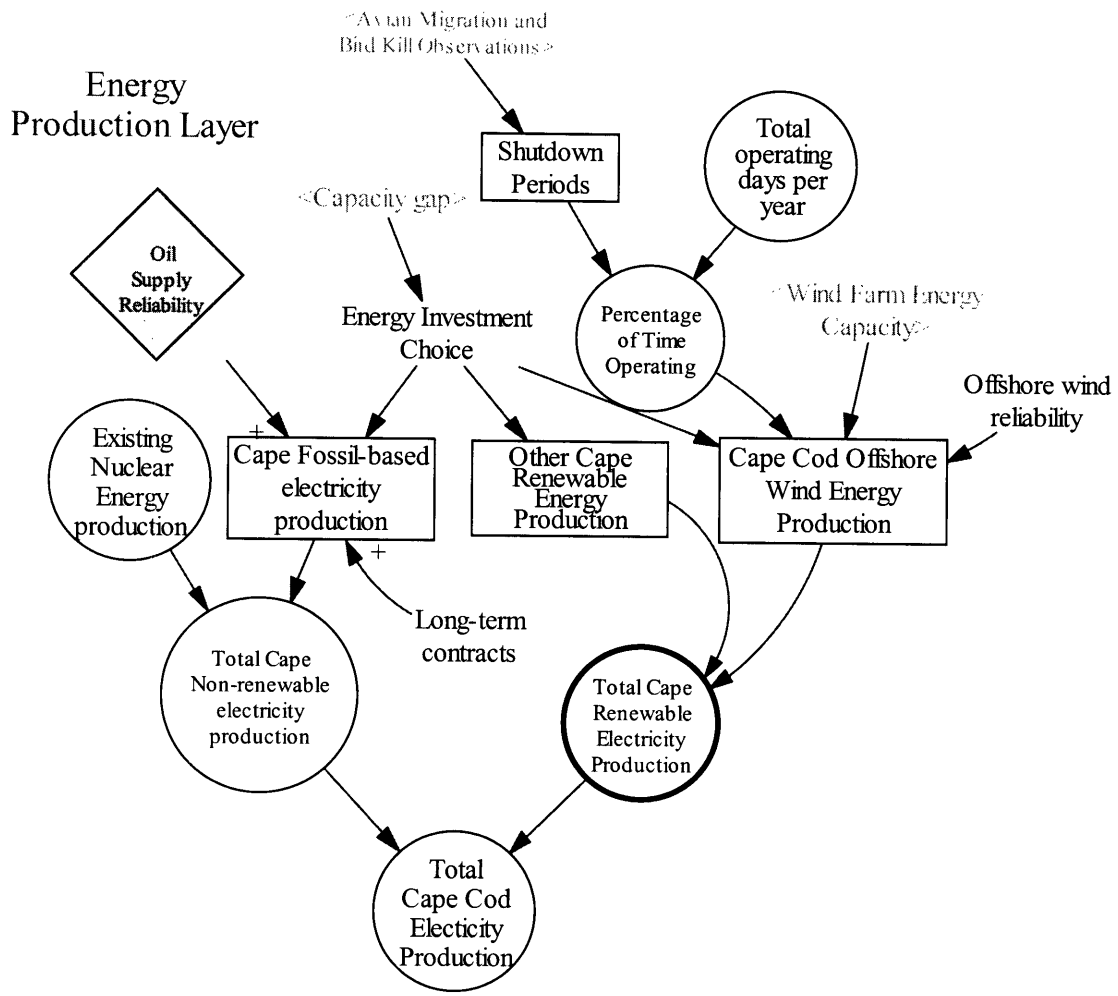 <Avian Migration and
Bird Kill Observations>
Energy
Production Layer
Shutdown
Periods
Total
operating
days per
year
<Capacity gap>
Oil
Supply
Reliability
Energy Investment
Choice
Percentage
of Time
Operating
<Wind Farm Energy
Capacity>
Offshore wind
reliability
+
Existing
Nuclear
Energy
production
Cape Fossil-based
electricity
production
Other Cape
Renewable
Energy
Production
Cape Cod Offshore
Wind Energy
Production
+
Long-term
contracts
Total Cape
Non-renewable
electricity
production
Total Cape
Renewable
Electricity
Production
Total
Cape Cod
Electicity
Production